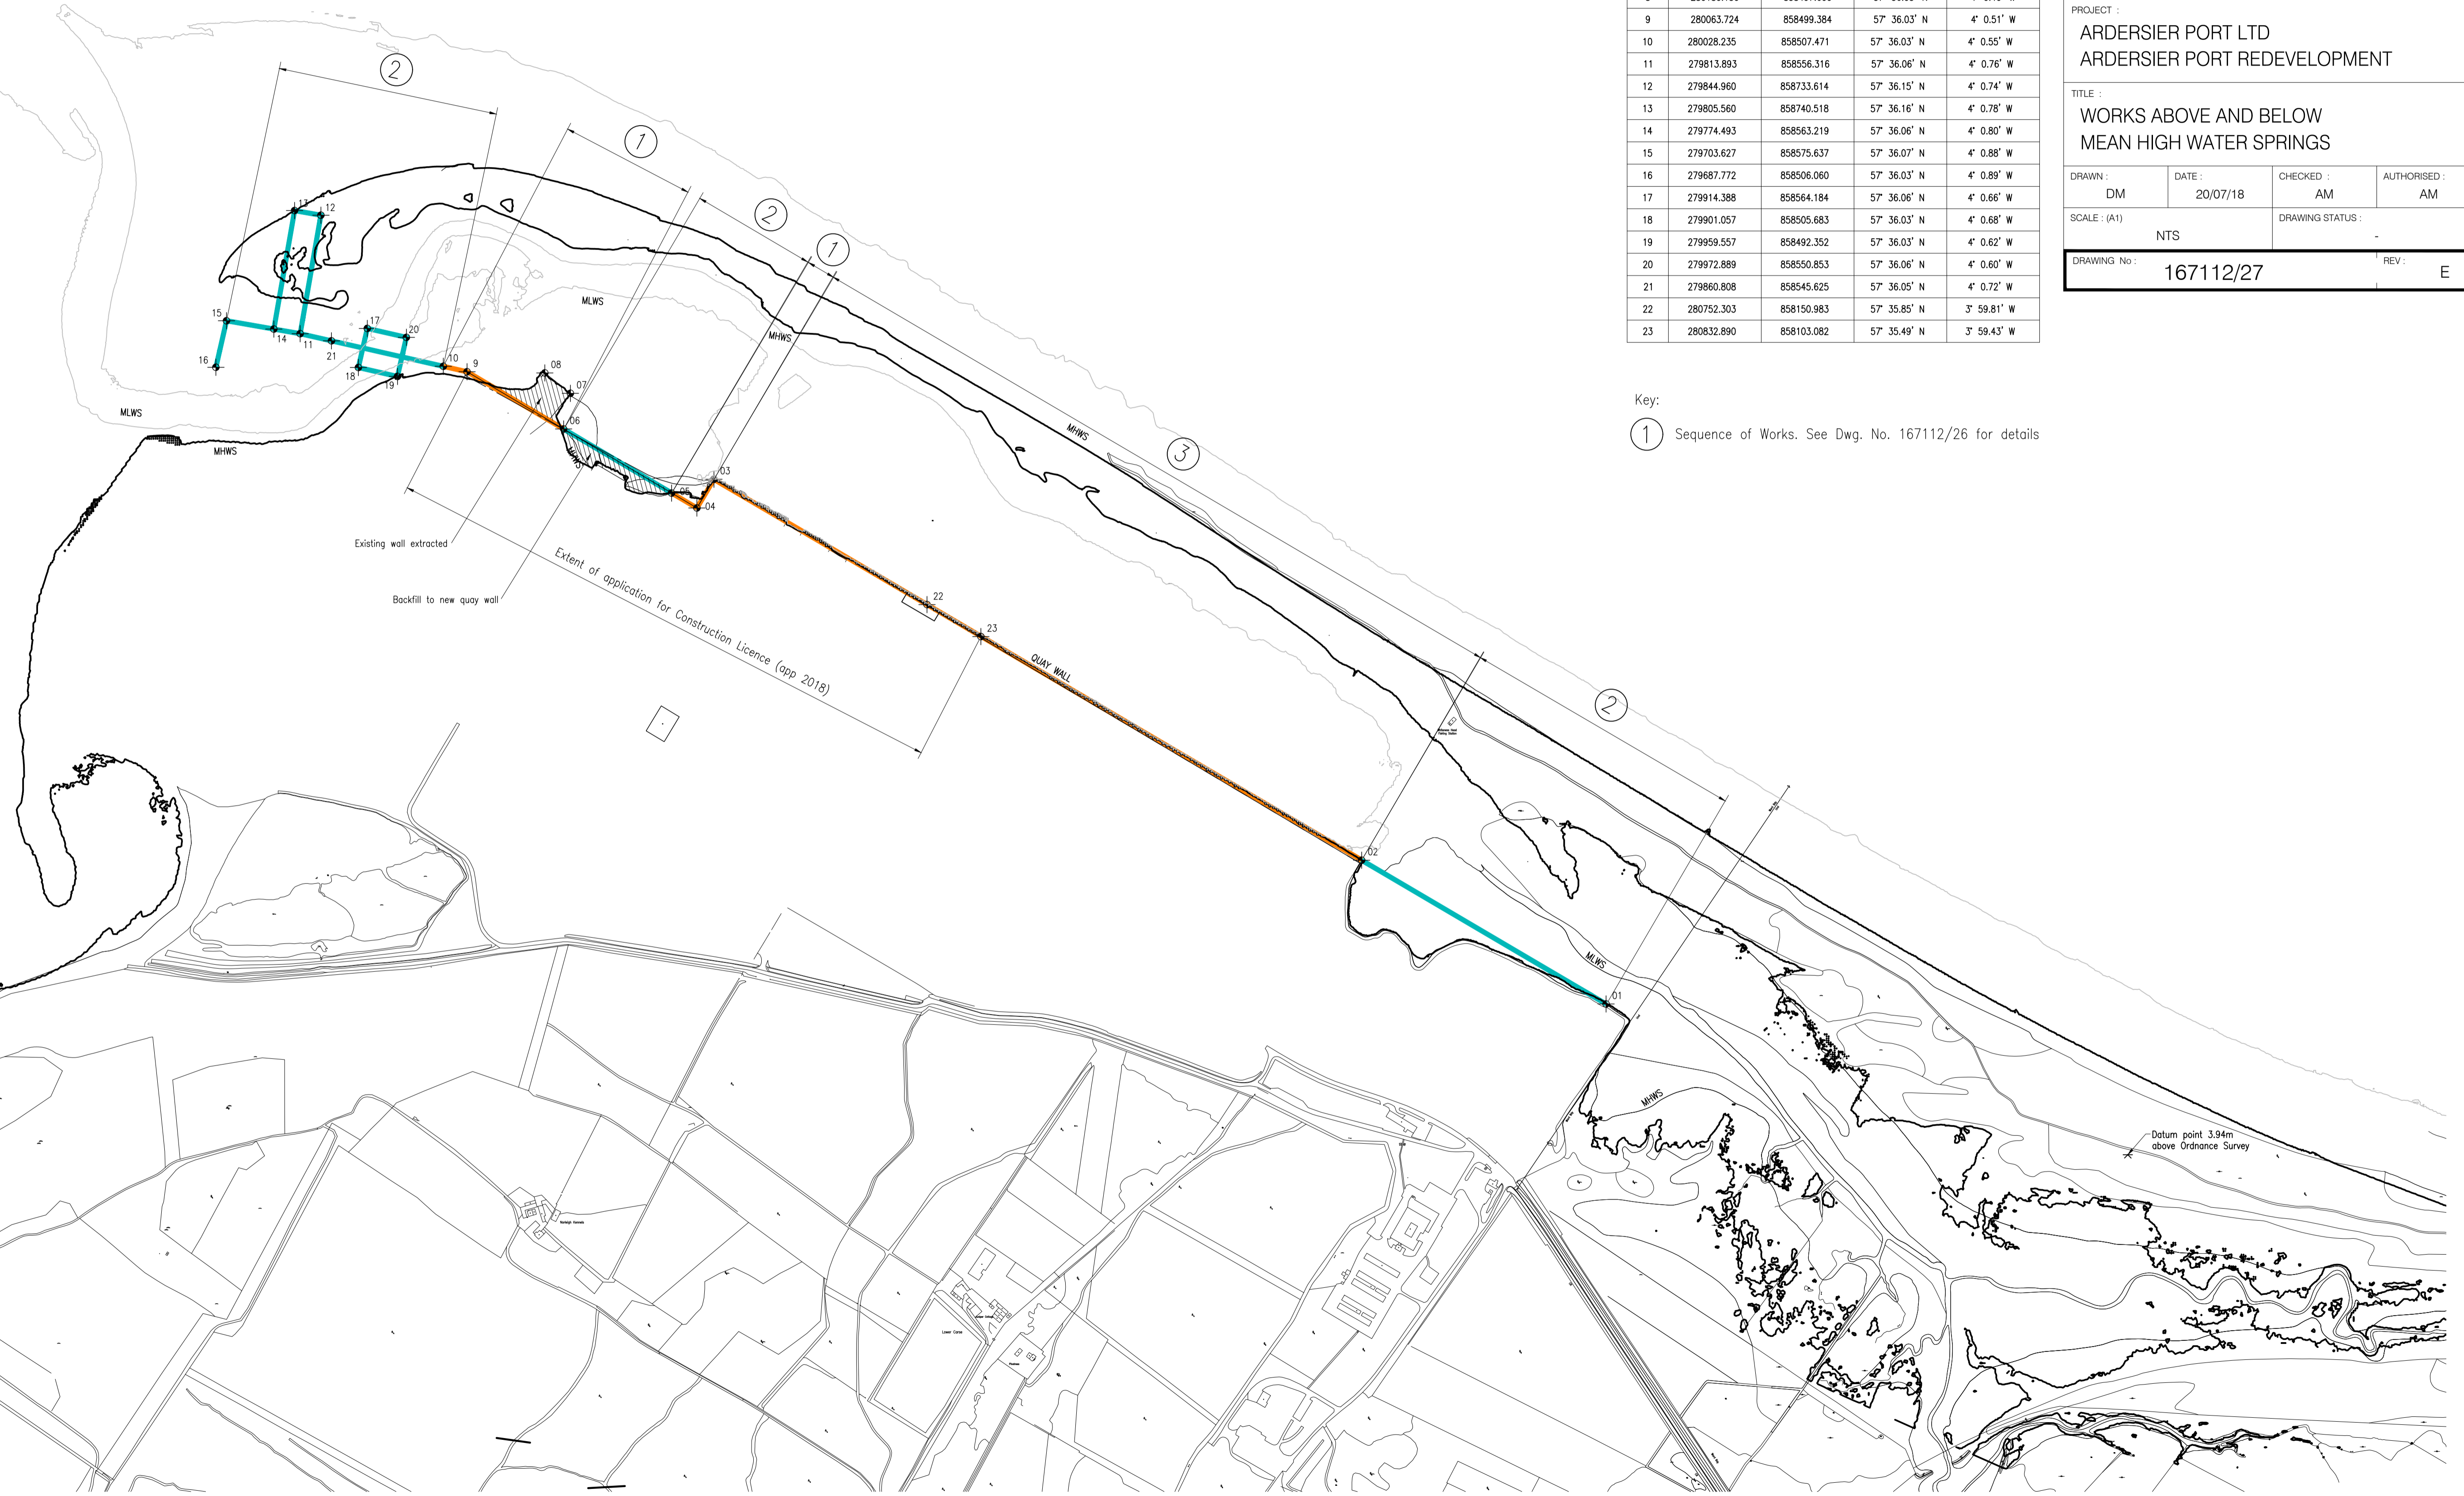 9 280063.724 858499.384 57° 36.03' N 4° 0.51' W
10 280028.235 858507.471 57° 36.03' N 4° 0.55' W
11 279813.893 858556.316 57° 36.06' N 4° 0.76' W
12 279844.960 858733.614 57° 36.15' N 4° 0.74' W
13 279805.560 858740.518 57° 36.16' N 4° 0.78' W
14 279774.493 858563.219 57° 36.06' N 4° 0.80' W
15 279703.627 858575.637 57° 36.07' N 4° 0.88' W
16 279687.772 858506.060 57° 36.03' N 4° 0.89' W
17 279914.388 858564.184 57° 36.06' N 4° 0.66' W
18 279901.057 858505.683 57° 36.03' N 4° 0.68' W
19 279959.557 858492.352 57° 36.03' N 4° 0.62' W
20 279972.889 858550.853 57° 36.06' N 4° 0.60' W
21 279860.808 858545.625 57° 36.05' N 4° 0.72' W
22 280752.303 858150.983 57° 35.85' N 3° 59.81' W
23 280832.890 858103.082 57° 35.49' N 3° 59.43' W
PROJECT :
ARDERSIER PORT LTD
ARDERSIER PORT REDEVELOPMENT
TITLE :
WORKS ABOVE AND BELOW
MEAN HIGH WATER SPRINGS
DRAWN : DATE : CHECKED : AUTHORISED :
DM 20/07/18 AM AM
SCALE : (A1) DRAWING STATUS :
NTS -
DRAWING No : REV :
167112/27 E
Key:
1 Sequence of Works. See Dwg. No. 167112/26 for details
2
1
2
1
3
2
13
12
15
14
11
21
17
20
16
18
19
10
9
08
07
06
05
04
03
22
23
02
01
MLWS
MHWS
MHWS
MLWS
MHWS
MHWS
Existing wall extracted
Backfill to new quay wall
Extent of application for Construction Licence (app 2018)
QUAY WALL
MLWS
MHWS
Datum point 3.94m
above Ordnance Survey
Lower Carse